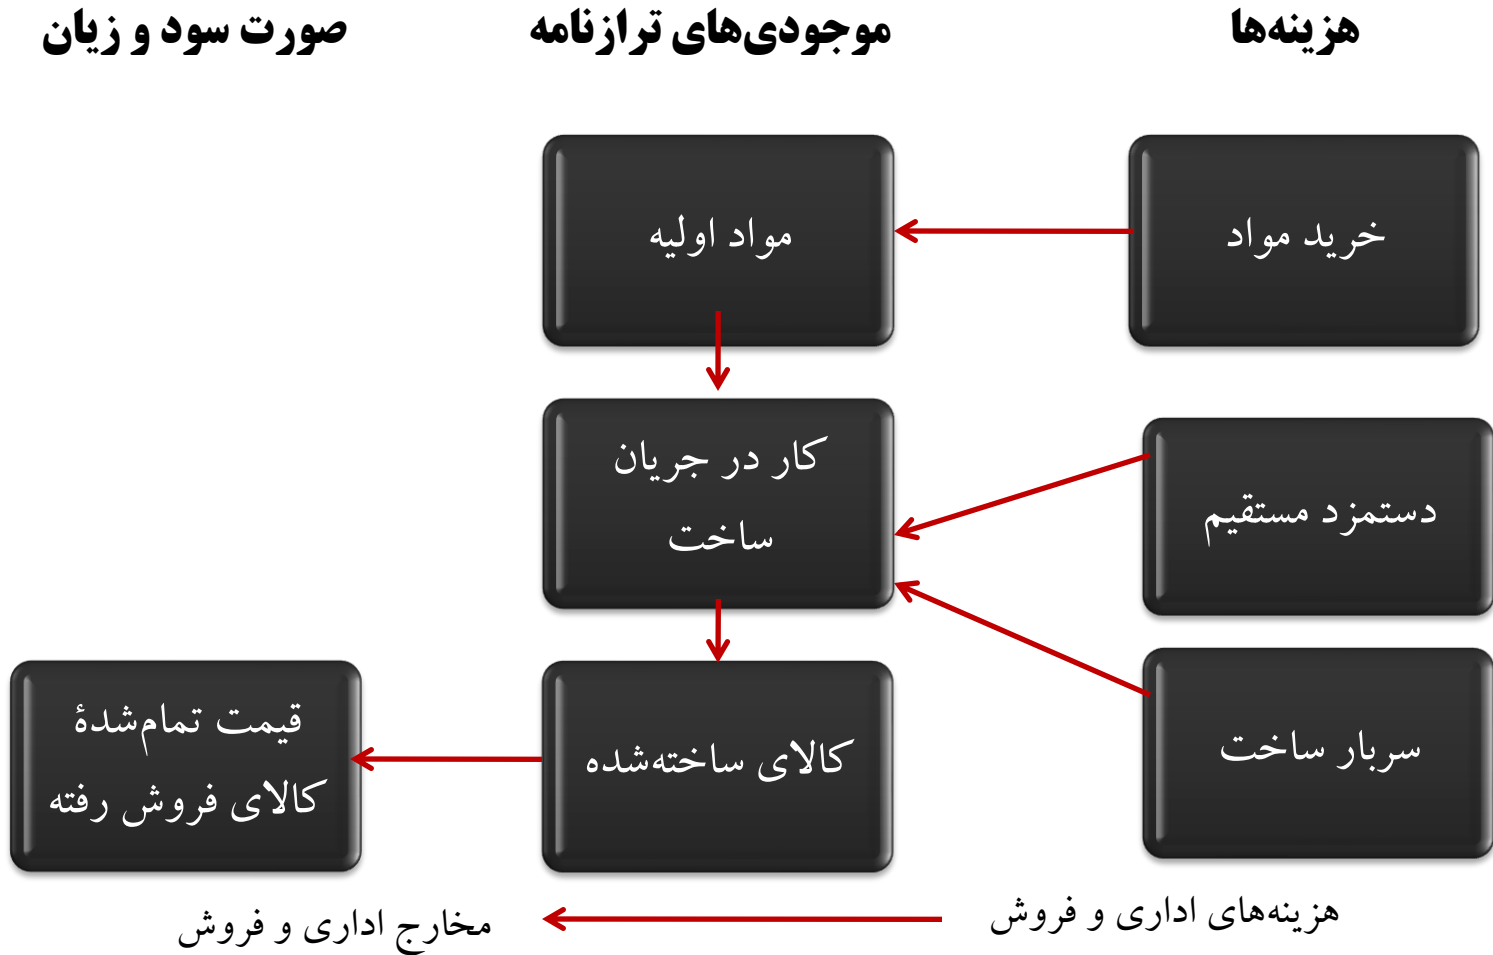 هزینه‌ها
موجودی‌های ترازنامه
صورت سود و زیان
خرید مواد
مواد اولیه
دستمزد مستقیم
کار در جریان
ساخت
سربار ساخت
کالای ساخته‌شده
قیمت تمام‌شدهٔ
کالای فروش رفته
هزینه‌های اداری و فروش
مخارج اداری و فروش